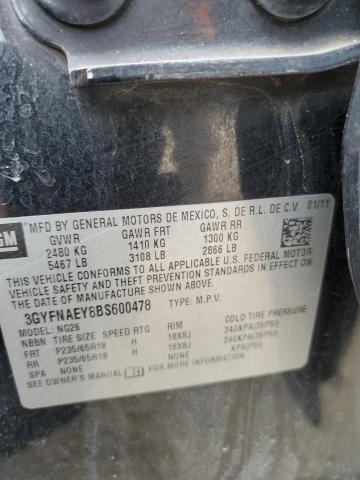 GM
MFD BY GENERAL MOTORS DE MEXICO, S. DE R.L. DE C.V. 01/11
GVWR GAWR FRT GAWR RR
2480 KG 1410 KG 1300 KG
5467 LB 3108 LB 2866 LB
THIS VEHICLE CONFORMS TO ALL APPLICABLE U.S. FEDERAL MOTOR
VEHICLE SAFETY, BUMPER, AND THEFT PREVENTION STANDARDS IN
EFFECT ON THE DATE OF MANUFACTURE SHOWN ABOVE.
3GYFNAEY8BS600478 TYPE: M.P.V.
MODEL: NG26
NBBN TIRE SIZE SPEED RTG RIM COLD TIRE PRESSURE
FRT P235/65R18 H 18X8J 240KPA(35PSI)
RR P235/65R18 H 18X8J 240KPA(35PSI)
SPA NONE NONE KPA(PSI)
SEE OWNER'S MANUAL FOR MORE INFORMATION.